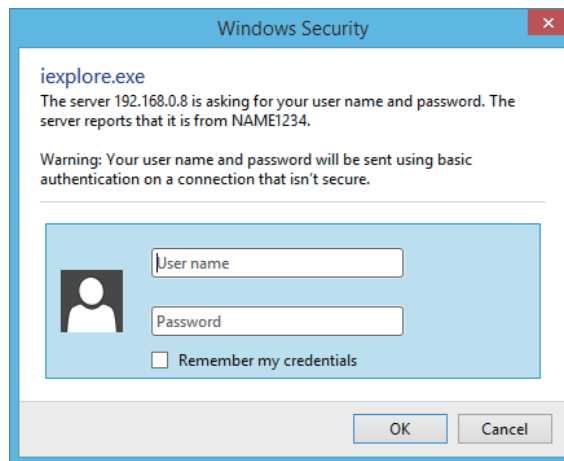 Windows Security
iexplore.exe
The server 192.168.0.8 is asking for your user name and password. The
server reports that it is from NAME1234.
Warning: Your user name and password will be sent using basic
authentication on a connection that isn't secure.
User name
Password
Remember my credentials
OK Cancel